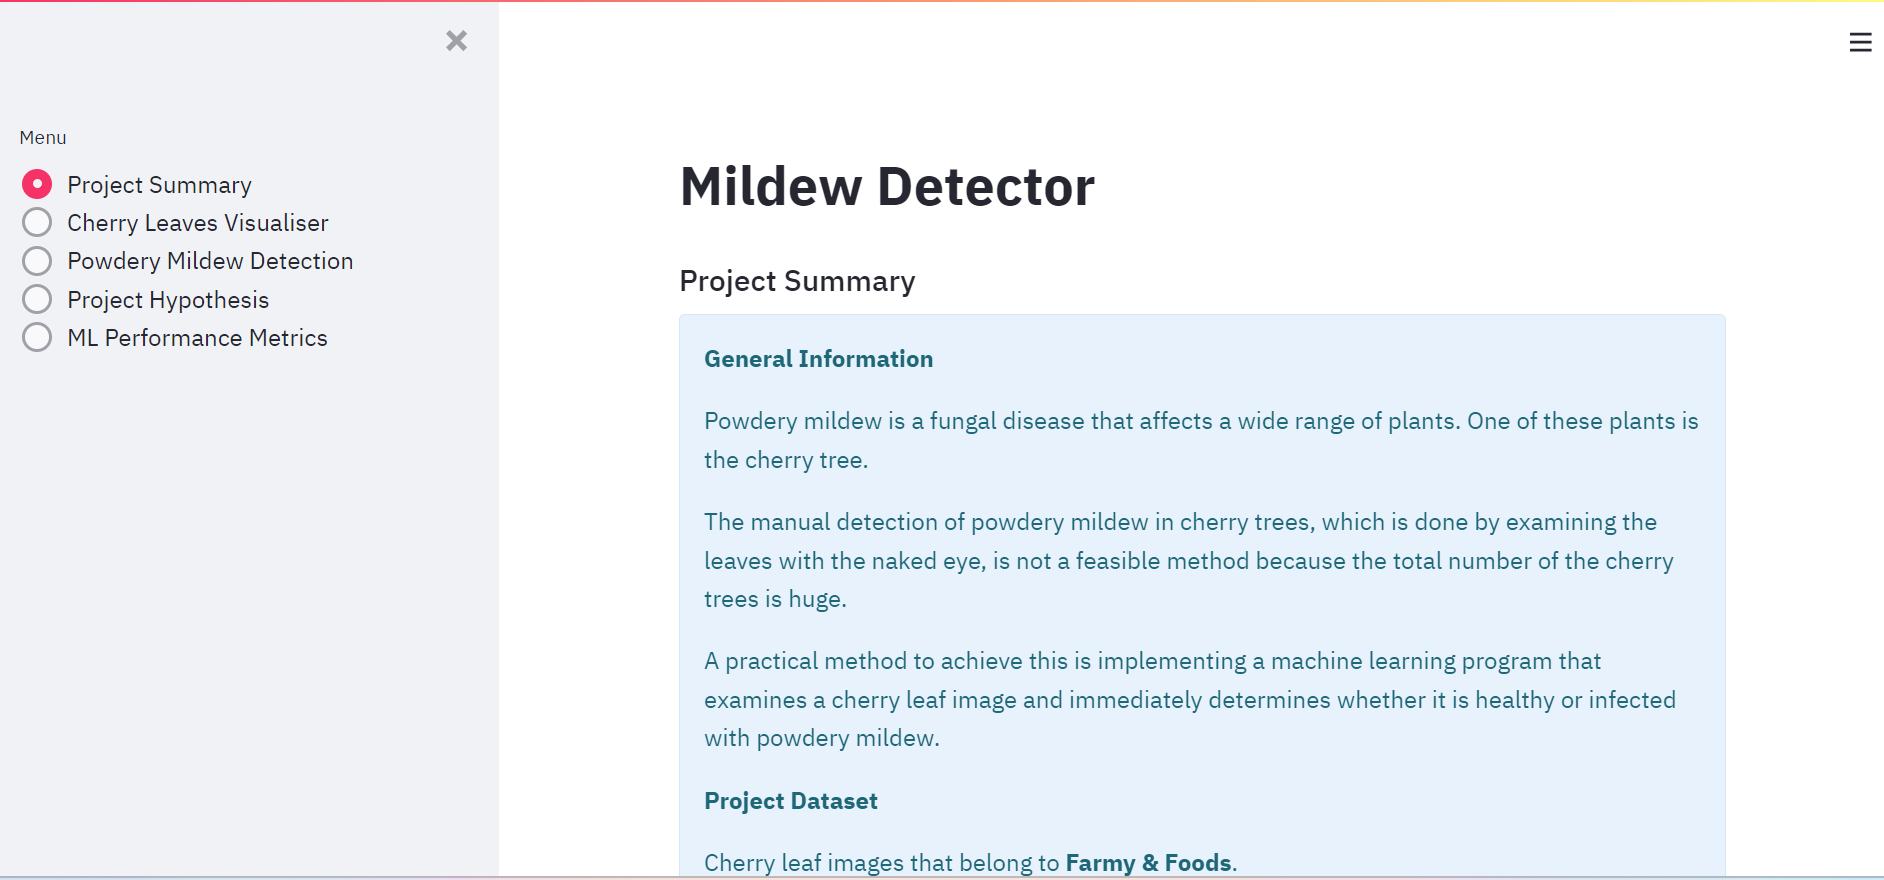 Menu
Project Summary
Cherry Leaves Visualiser
Powdery Mildew Detection
Project Hypothesis
ML Performance Metrics
Mildew Detector
Project Summary
General Information
Powdery mildew is a fungal disease that affects a wide range of plants. One of these plants is
the cherry tree.
The manual detection of powdery mildew in cherry trees, which is done by examining the
leaves with the naked eye, is not a feasible method because the total number of the cherry
trees is huge.
A practical method to achieve this is implementing a machine learning program that
examines a cherry leaf image and immediately determines whether it is healthy or infected
with powdery mildew.
Project Dataset
Cherry leaf images that belong to Farmy & Foods.